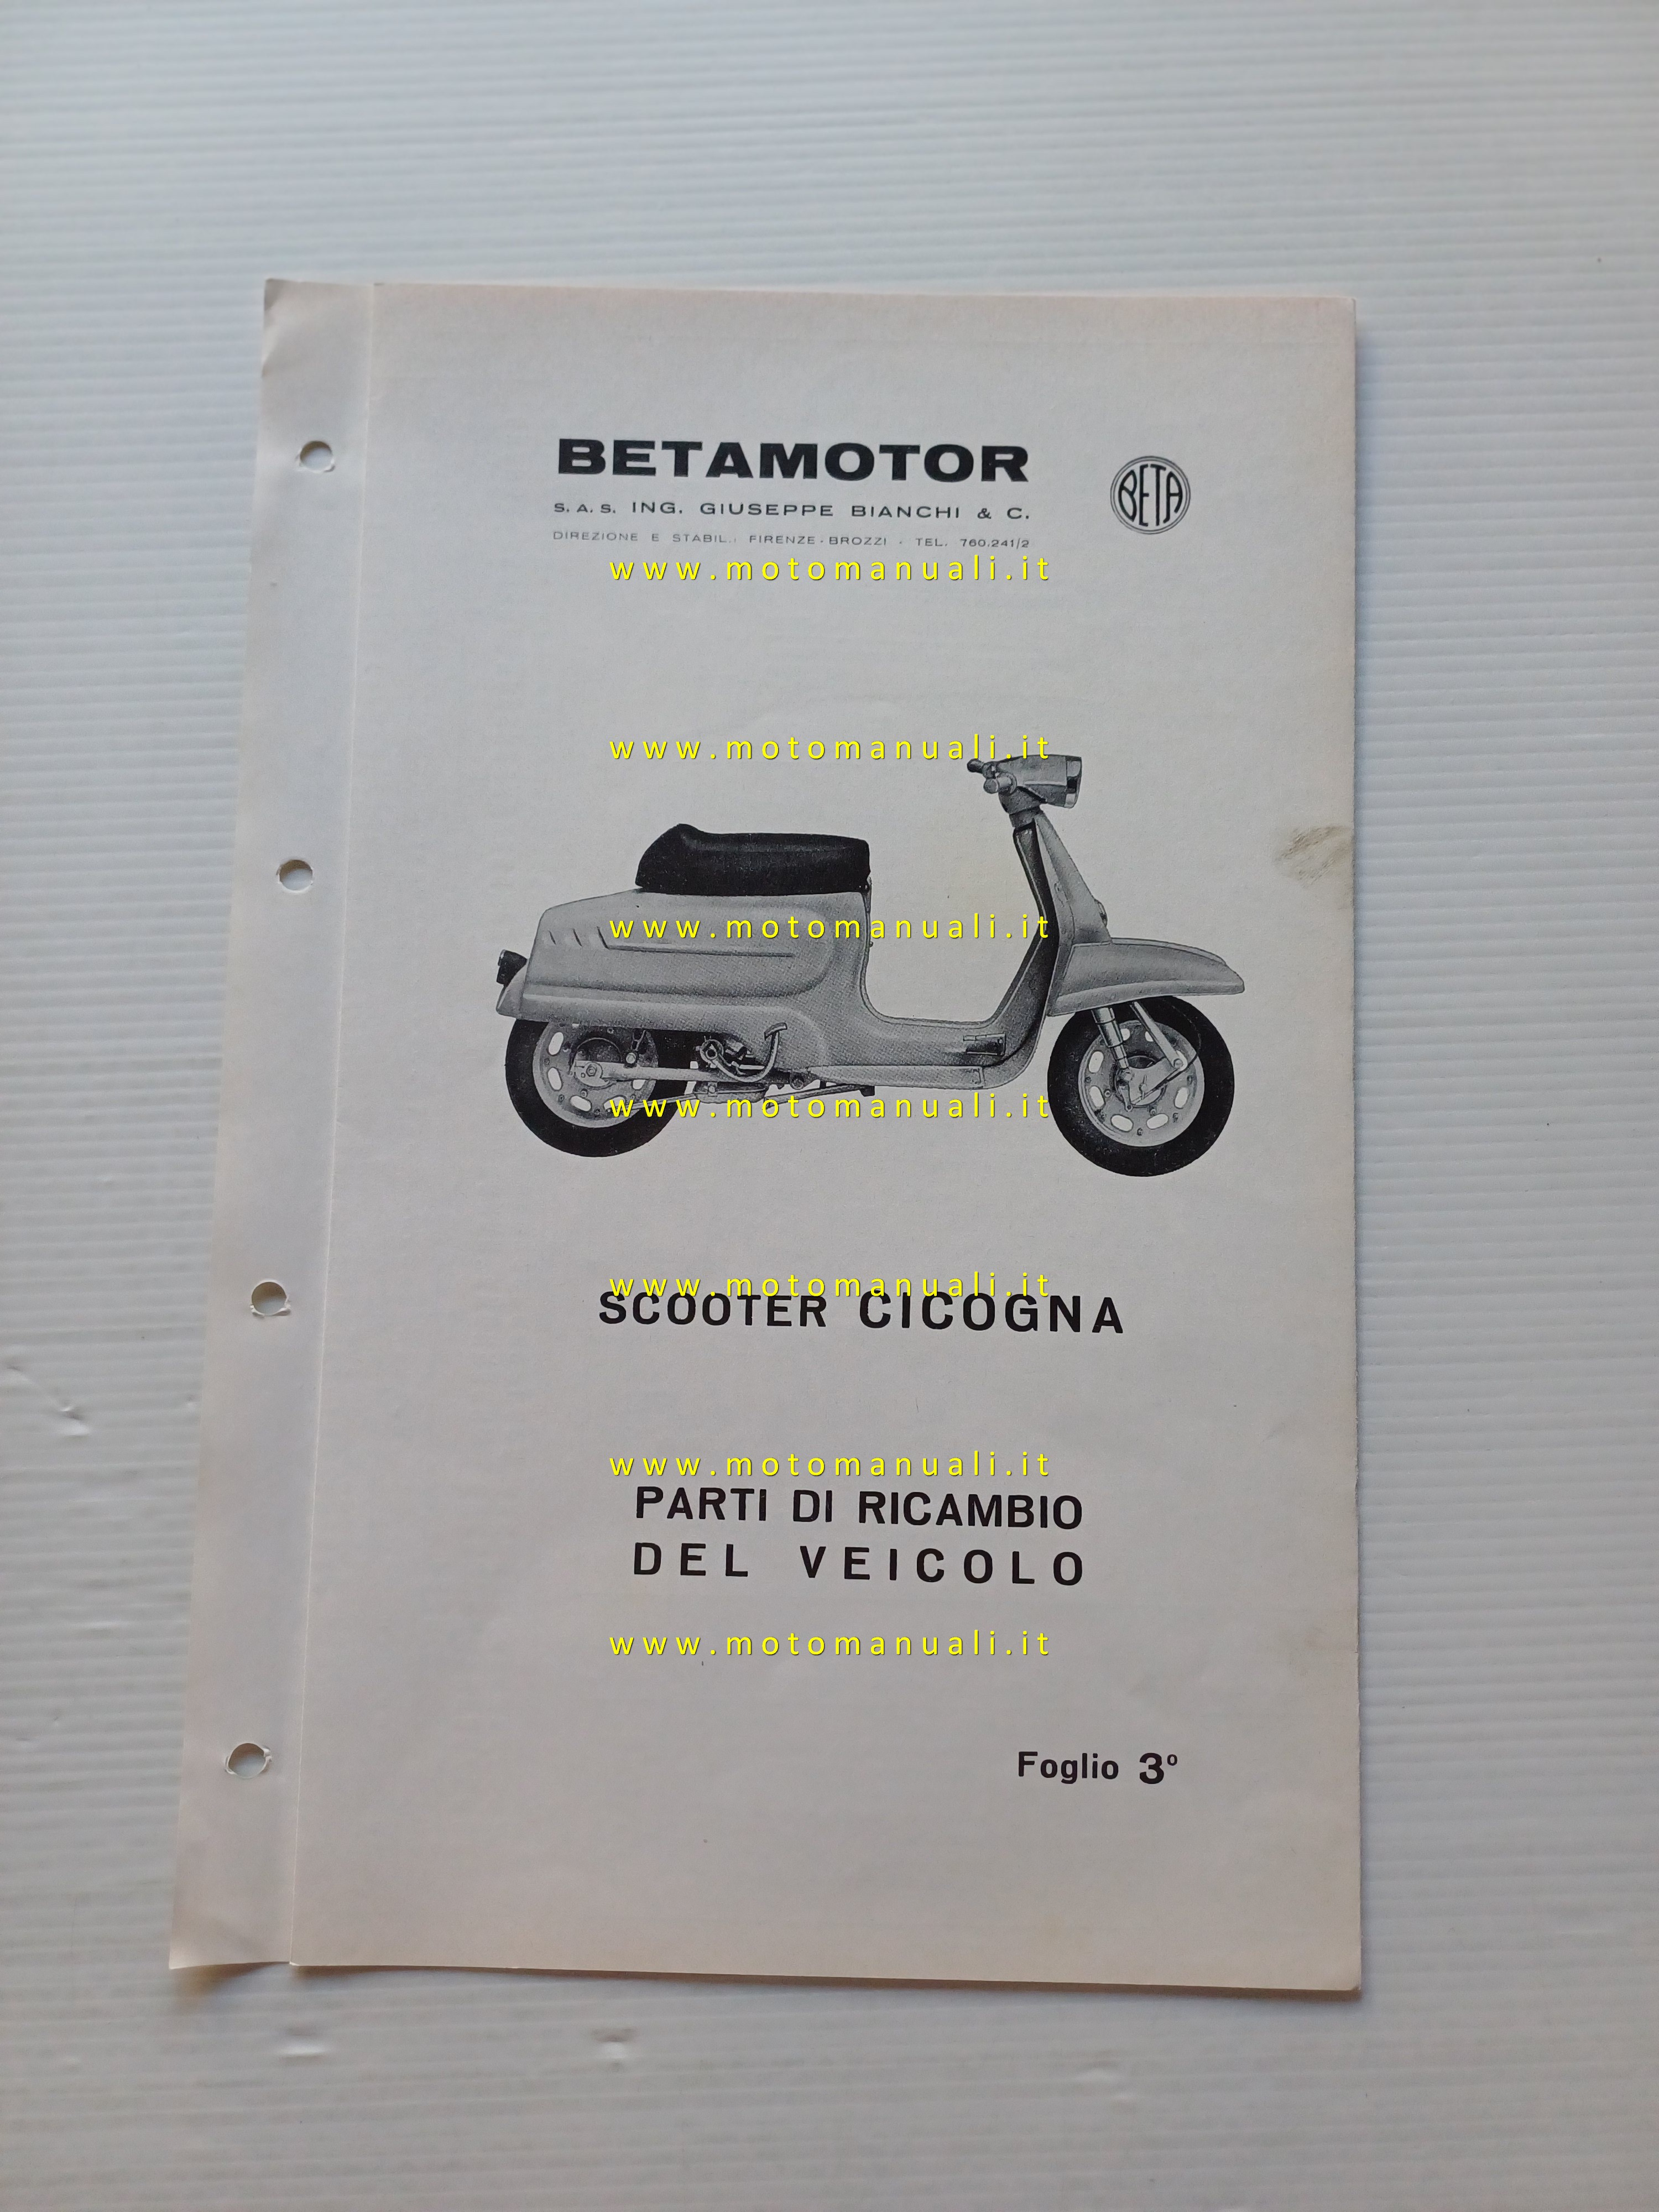 BETAMOTOR
S.A.S. ING. GIUSEPPE BIANCHI & C.
BETA
DIREZIONE E STABIL.: FIRENZE-BROZZI - TEL. 760.241/2
www.motomanuali.it
www.motomanuali.it
www.motomanuali.it
www.motomanuali.it
www.motomanuali.it
SCOOTER CICOGNA
www.motomanuali.it
PARTI DI RICAMBIO
DEL VEICOLO
www.motomanuali.it
Foglio 3º